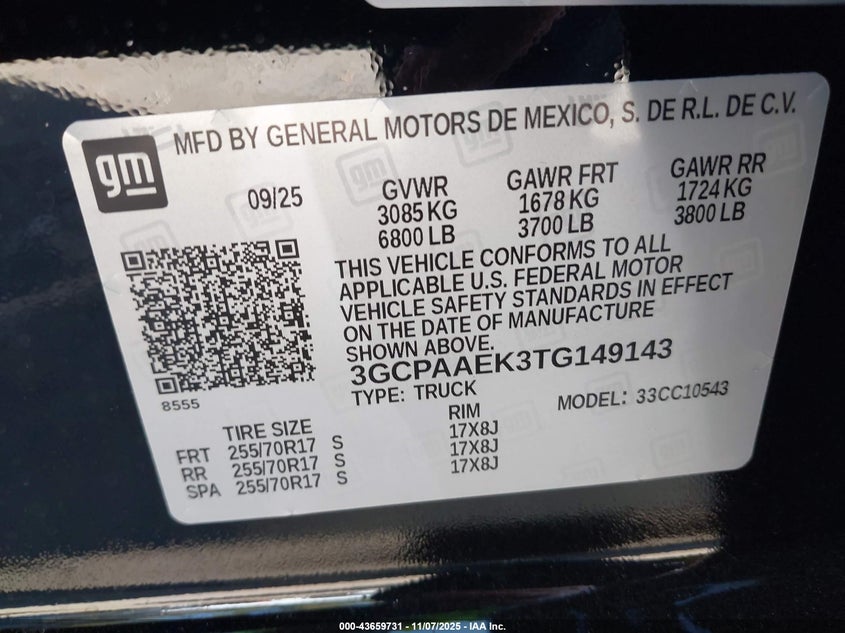 gm
MFD BY GENERAL MOTORS DE MEXICO, S. DE R.L. DE C.V.
09/25
GVWR
3085 KG
6800 LB
GAWR FRT
1678 KG
3700 LB
GAWR RR
1724 KG
3800 LB
THIS VEHICLE CONFORMS TO ALL
APPLICABLE U.S. FEDERAL MOTOR
VEHICLE SAFETY STANDARDS IN EFFECT
ON THE DATE OF MANUFACTURE
SHOWN ABOVE.
3GCPAAEK3TG149143
TYPE: TRUCK
MODEL: 33CC10543
8555
TIRE SIZE RIM
FRT 255/70R17 S 17X8J
RR 255/70R17 S 17X8J
SPA 255/70R17 S 17X8J
000-43659731 - 11/07/2025 - IAA Inc.